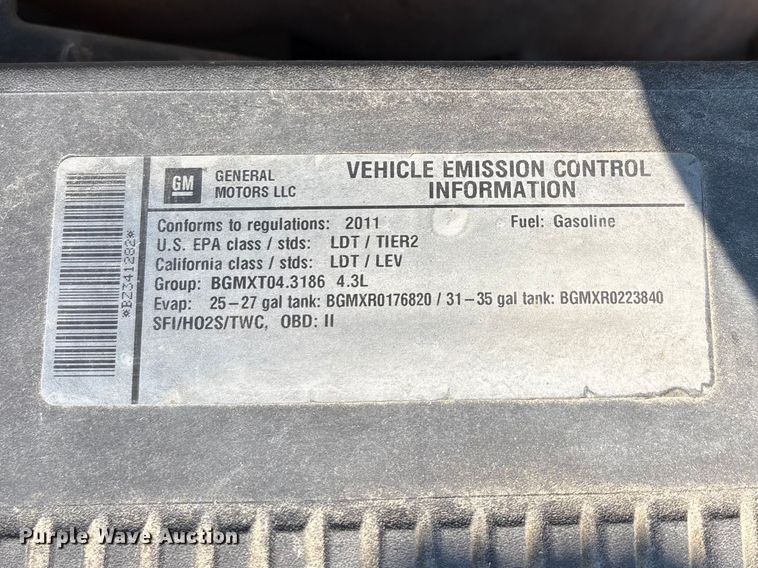 GM
GENERAL
MOTORS LLC
VEHICLE EMISSION CONTROL
INFORMATION
*BZ341282*
Conforms to regulations: 2011 Fuel: Gasoline
U.S. EPA class / stds: LDT / TIER2
California class / stds: LDT / LEV
Group: BGMXT04.3186 4.3L
Evap: 25-27 gal tank: BGMXR0176820 / 31-35 gal tank: BGMXR0223840
SFI/HO2S/TWC, OBD: II
Purple Wave Auction